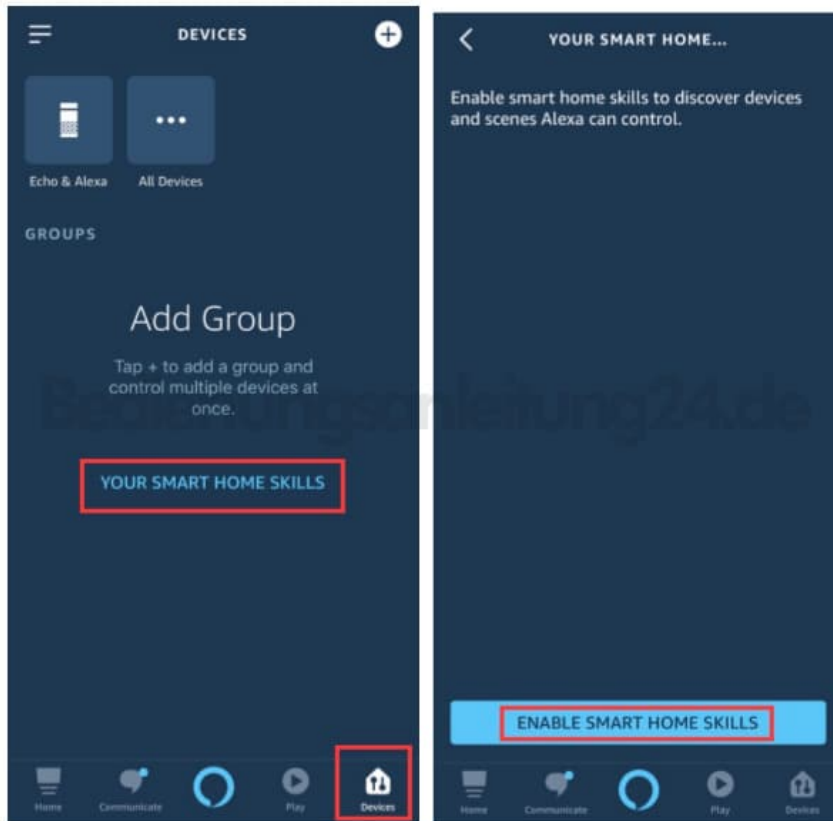 DEVICES
Echo & Alexa
All Devices
GROUPS
Add Group
Tap + to add a group and
control multiple devices at
once.
YOUR SMART HOME SKILLS
Home
Communicate
Play
Devices
YOUR SMART HOME...
Enable smart home skills to discover devices
and scenes Alexa can control.
ENABLE SMART HOME SKILLS
Home
Communicate
Play
Devices
Bedienungsanleitung24.de